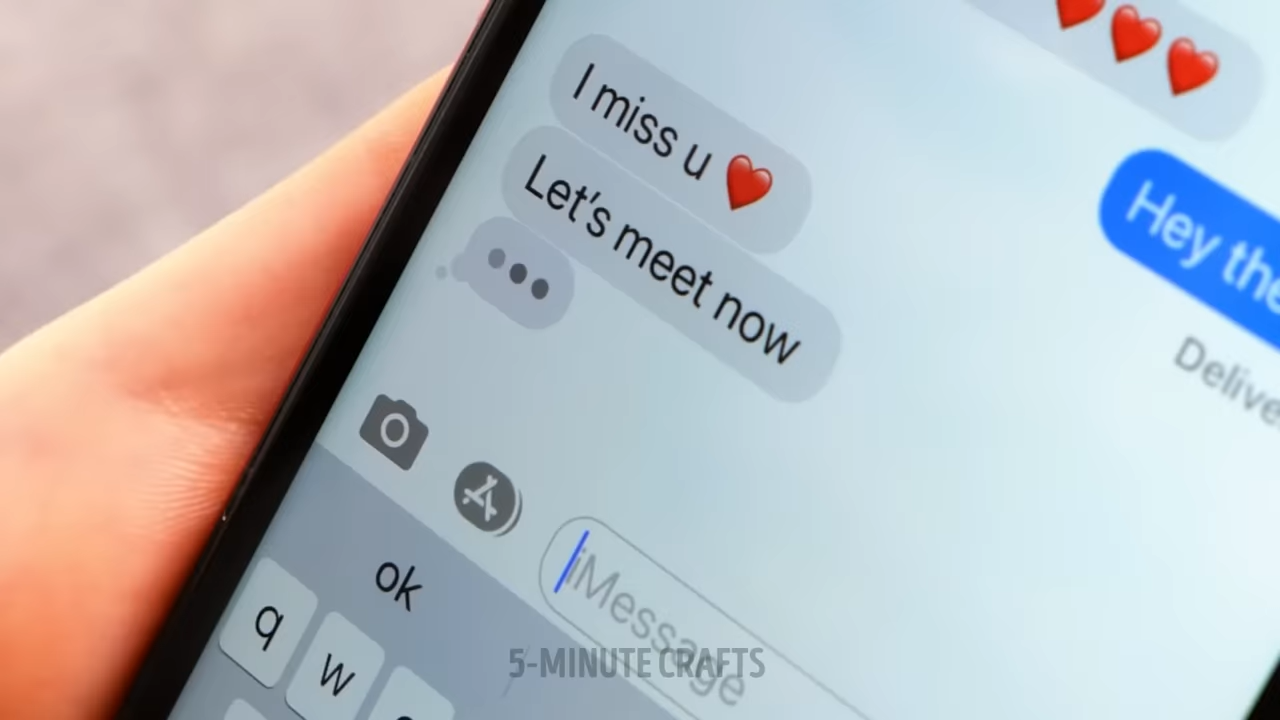 ❤️❤️❤️
Hey the
Delive
I miss u ❤️
Let's meet now
iMessage
ok
q
w
5-MINUTE CRAFTS